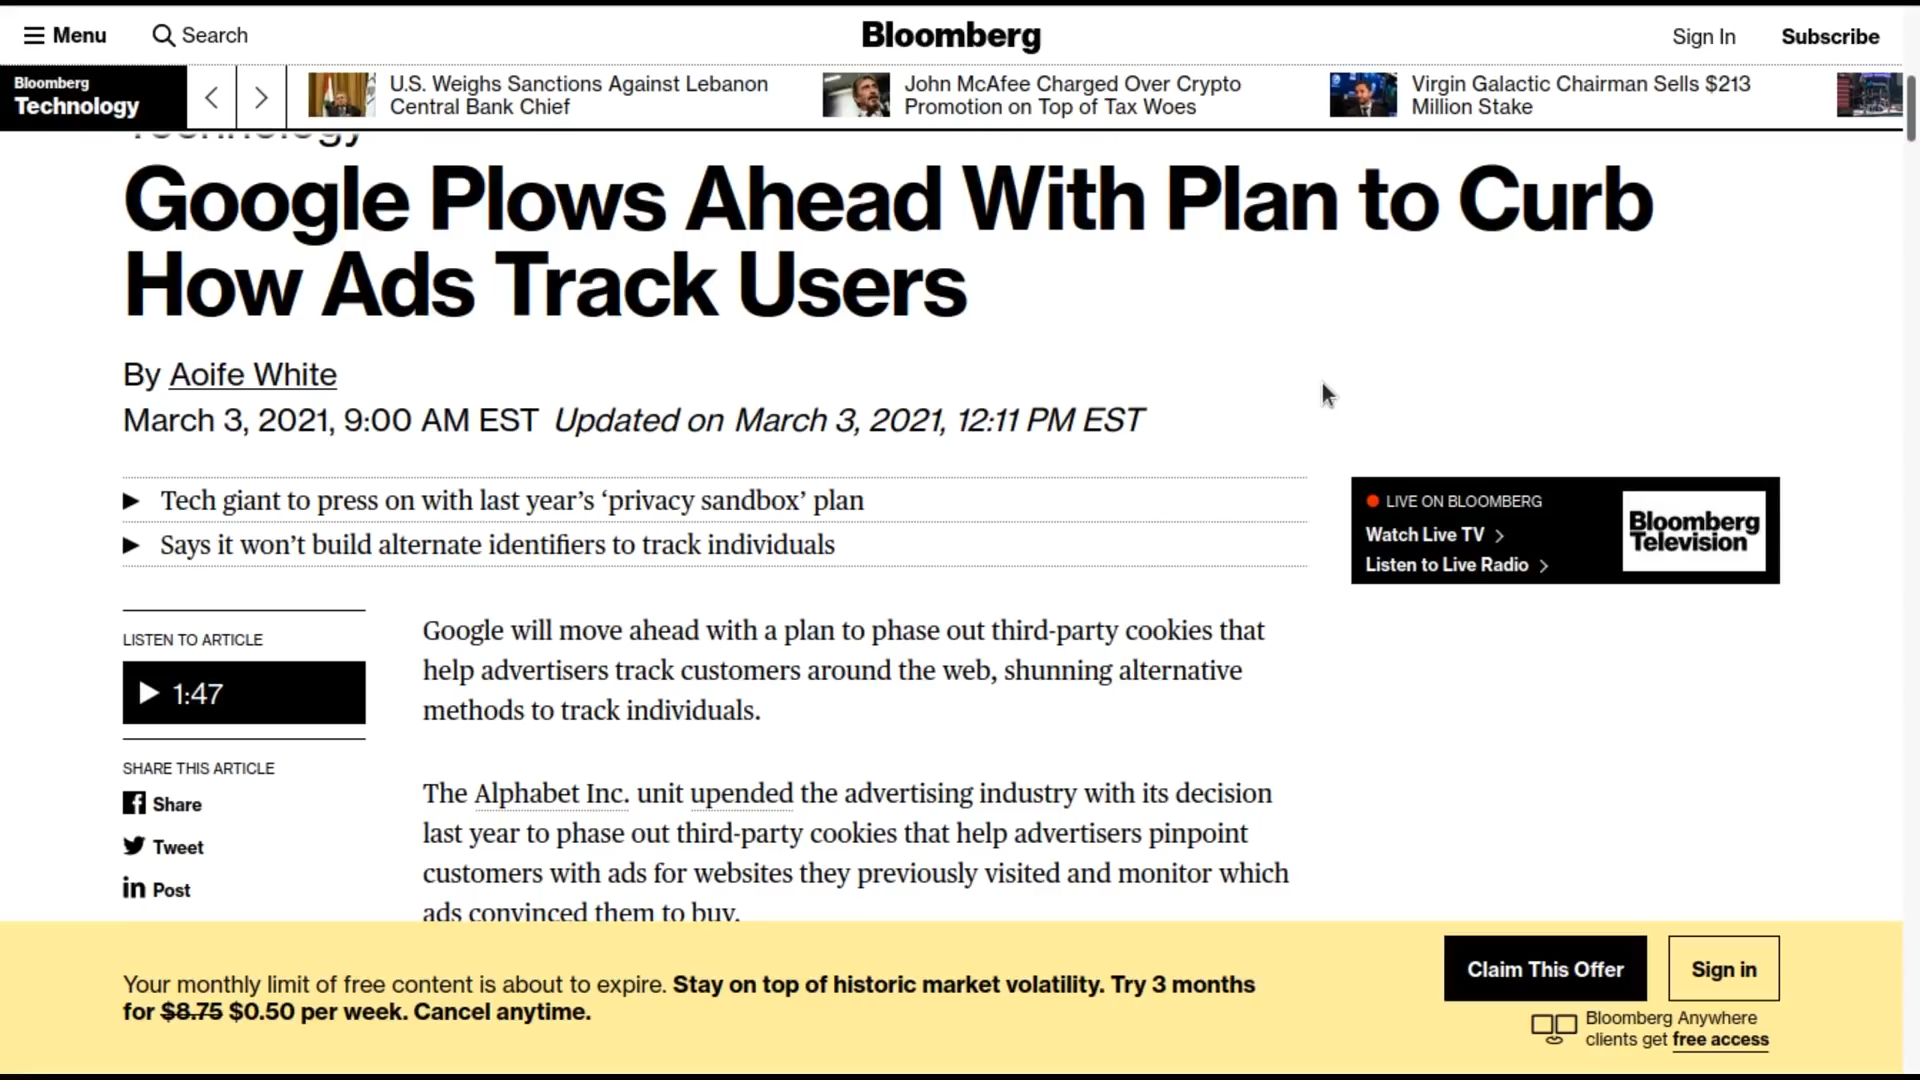 Menu
Search
Bloomberg
Sign In
Subscribe
Bloomberg
Technology
U.S. Weighs Sanctions Against Lebanon
Central Bank Chief
John McAfee Charged Over Crypto
Promotion on Top of Tax Woes
Virgin Galactic Chairman Sells $213
Million Stake
Technology
Google Plows Ahead With Plan to Curb
How Ads Track Users
By Aoife White
March 3, 2021, 9:00 AM EST Updated on March 3, 2021, 12:11 PM EST
Tech giant to press on with last year’s ‘privacy sandbox’ plan
Says it won’t build alternate identifiers to track individuals
LIVE ON BLOOMBERG
Watch Live TV
Listen to Live Radio
Bloomberg
Television
LISTEN TO ARTICLE
1:47
SHARE THIS ARTICLE
Share
Tweet
in Post
Google will move ahead with a plan to phase out third-party cookies that
help advertisers track customers around the web, shunning alternative
methods to track individuals.
The Alphabet Inc. unit upended the advertising industry with its decision
last year to phase out third-party cookies that help advertisers pinpoint
customers with ads for websites they previously visited and monitor which
ads convinced them to buy.
Your monthly limit of free content is about to expire. Stay on top of historic market volatility. Try 3 months
for $8.75 $0.50 per week. Cancel anytime.
Claim This Offer
Sign in
Bloomberg Anywhere
clients get free access